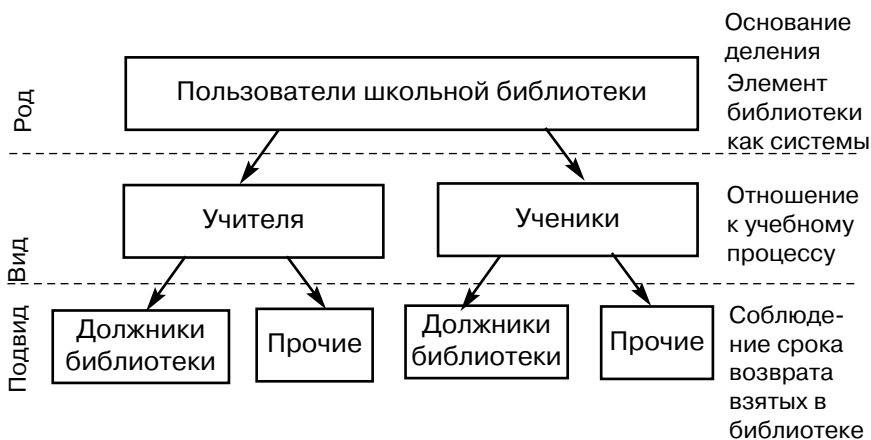 Основание
деления
Род
Пользователи школьной библиотеки
Элемент
библиотеки
как системы
Вид
Учителя
Ученики
Отношение
к учебному
процессу
Подвид
Должники
библиотеки
Прочие
Должники
библиотеки
Прочие
Соблюде-
ние срока
возврата
взятых в
библиотеке